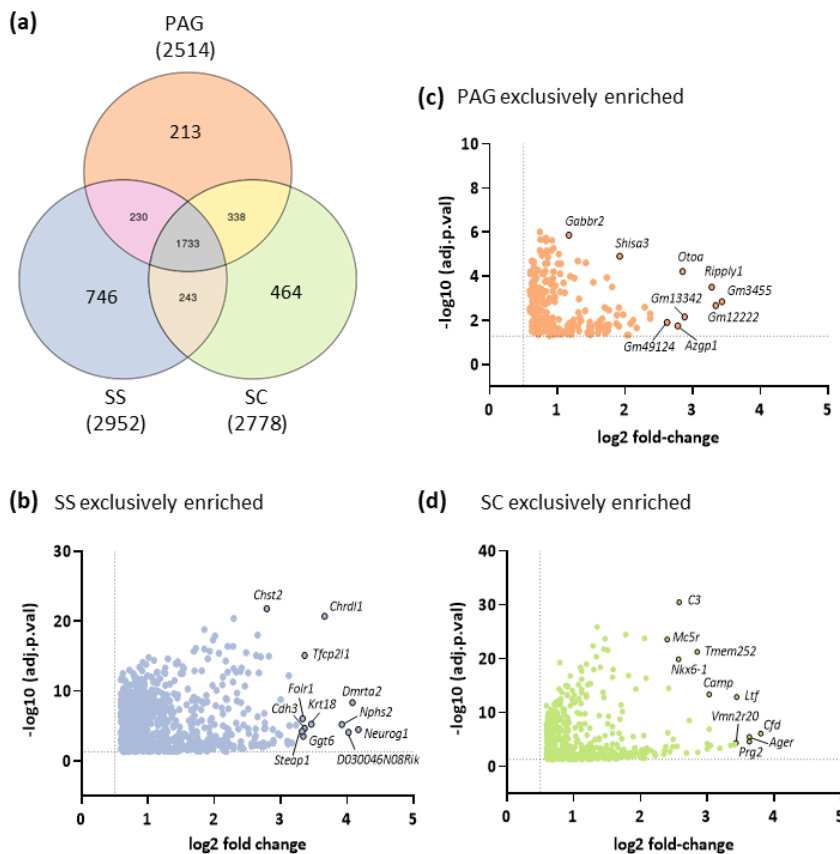 (a)
PAG
(2514)
213
230
338
1733
746
243
464
SS
(2952)
SC
(2778)
(c) PAG exclusively enriched
-log10 (adj.p.val)
10
8
6
4
2
0
Gabbr2
Shisa3
Otoa
Ripply1
Gm3455
Gm13342
Gm12222
Gm49124
Azgp1
0 1 2 3 4 5
log2 fold-change
(b) SS exclusively enriched
-log10 (adj.p.val)
30
20
10
0
Chst2
Chrdl1
Tfcp2l1
Folr1
Dmrta2
Cdh3
Krt18
Nphs2
Neurog1
Ggt6
Steap1
D030046N08Rik
0 1 2 3 4 5
log2 fold change
(d) SC exclusively enriched
-log10 (adj.p.val)
40
30
20
10
0
C3
Mc5r
Tmem252
Nkx6-1
Camp
Ltf
Vmn2r20
Cfd
Ager
Prg2
0 1 2 3 4 5
log2 fold-change